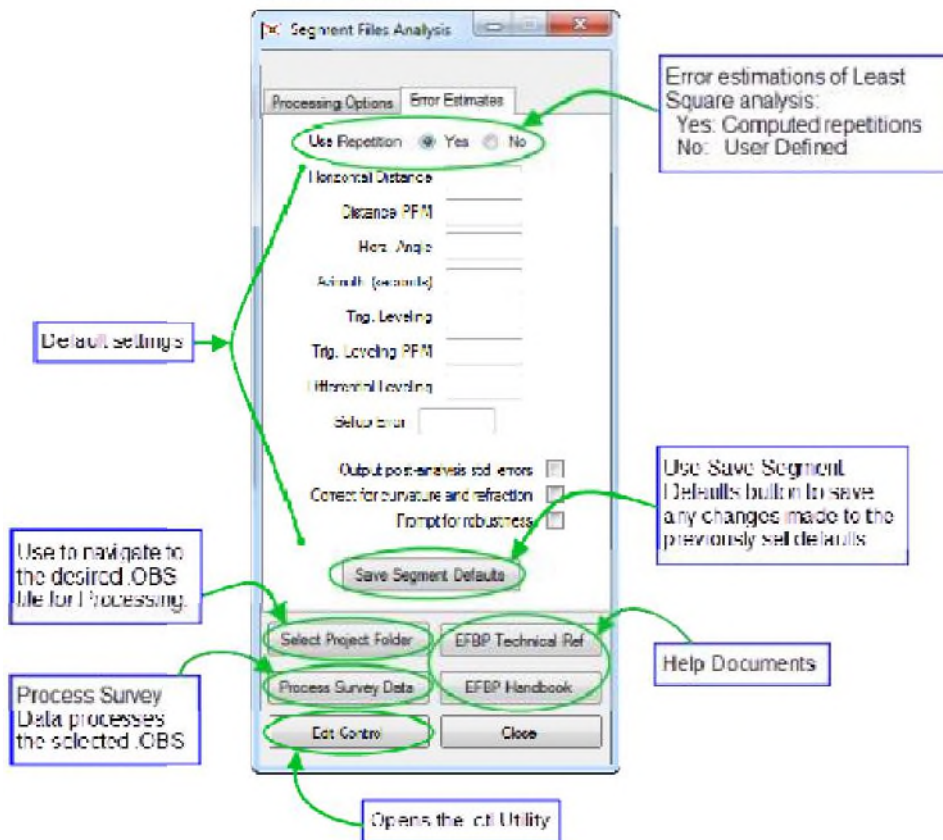 Segment Files Analysis
Processing Options
Error Estimates
Use Repetition Yes No
Horizontal Distance
Distance PPM
Horz. Angle
Azimuth (seconds)
Trig. Leveling
Trig. Leveling PPM
Differential Leveling
Setup Error
Output post-analysis std. errors
Correct for curvature and refraction
Prompt for robustness
Save Segment Defaults
Select Project Folder
EFBP Technical Ref
Process Survey Data
EFBP Handbook
Edit Control
Close
Error estimations of Least
Square analysis:
Yes: Computed repetitions
No: User Defined
Default settings
Use Save Segment
Defaults button to save
any changes made to the
previously set defaults
Use to navigate to
the desired .OBS
file for Processing.
Help Documents
Process Survey
Data processes
the selected .OBS
Opens the .ctl Utility